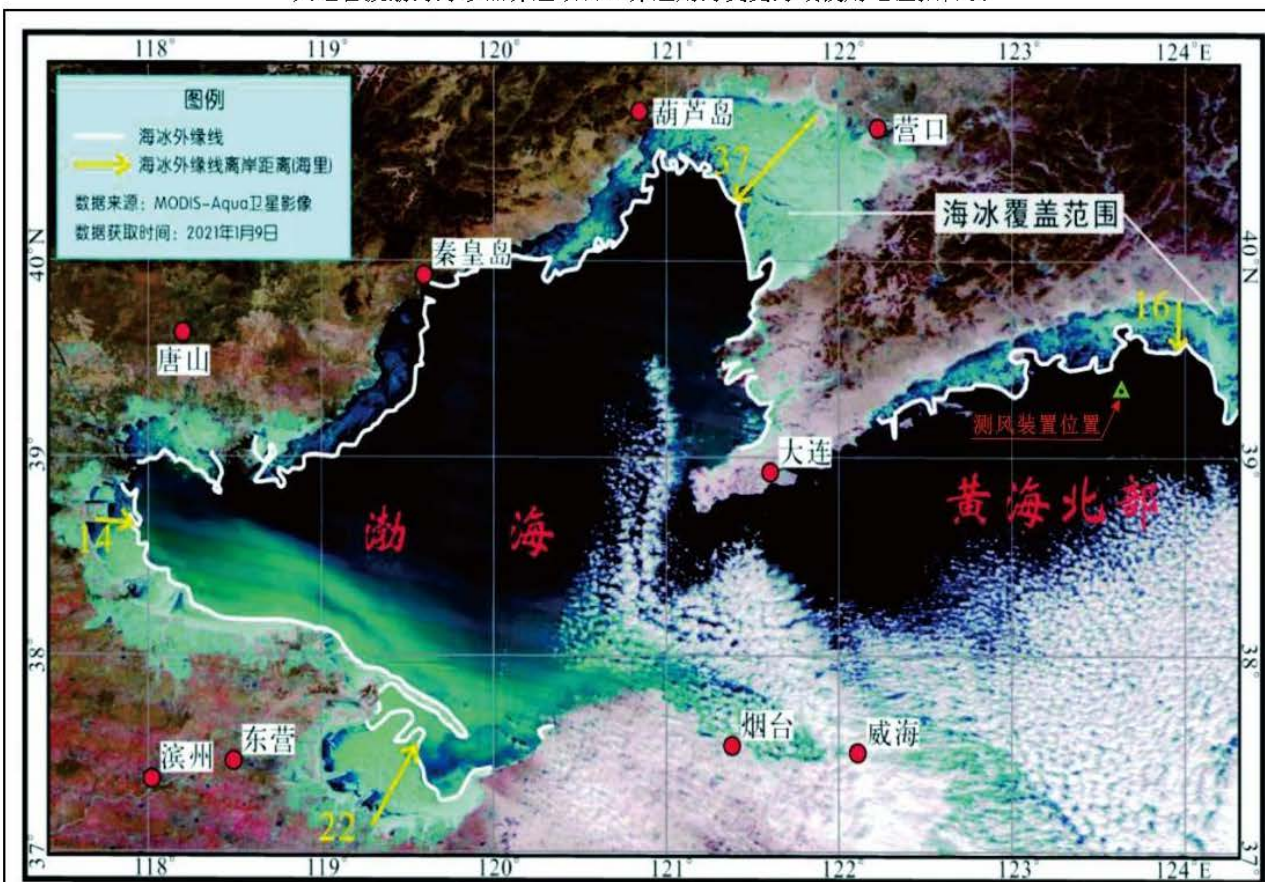 118° 119° 120° 121° 122° 123° 124°E
图例
海冰外缘线
海冰外缘线离岸距离(海里)
数据来源：MODIS-Aqua卫星影像
数据获取时间：2021年1月9日
葫芦岛
营口
37
海冰覆盖范围
40°N
40°N
秦皇岛
16
唐山
测风装置位置
39°
39°
大连
黄海北部
渤海
14
38°
38°
烟台
威海
东营
滨州
22
37°
37°
118° 119° 120° 121° 122° 123° 124°E